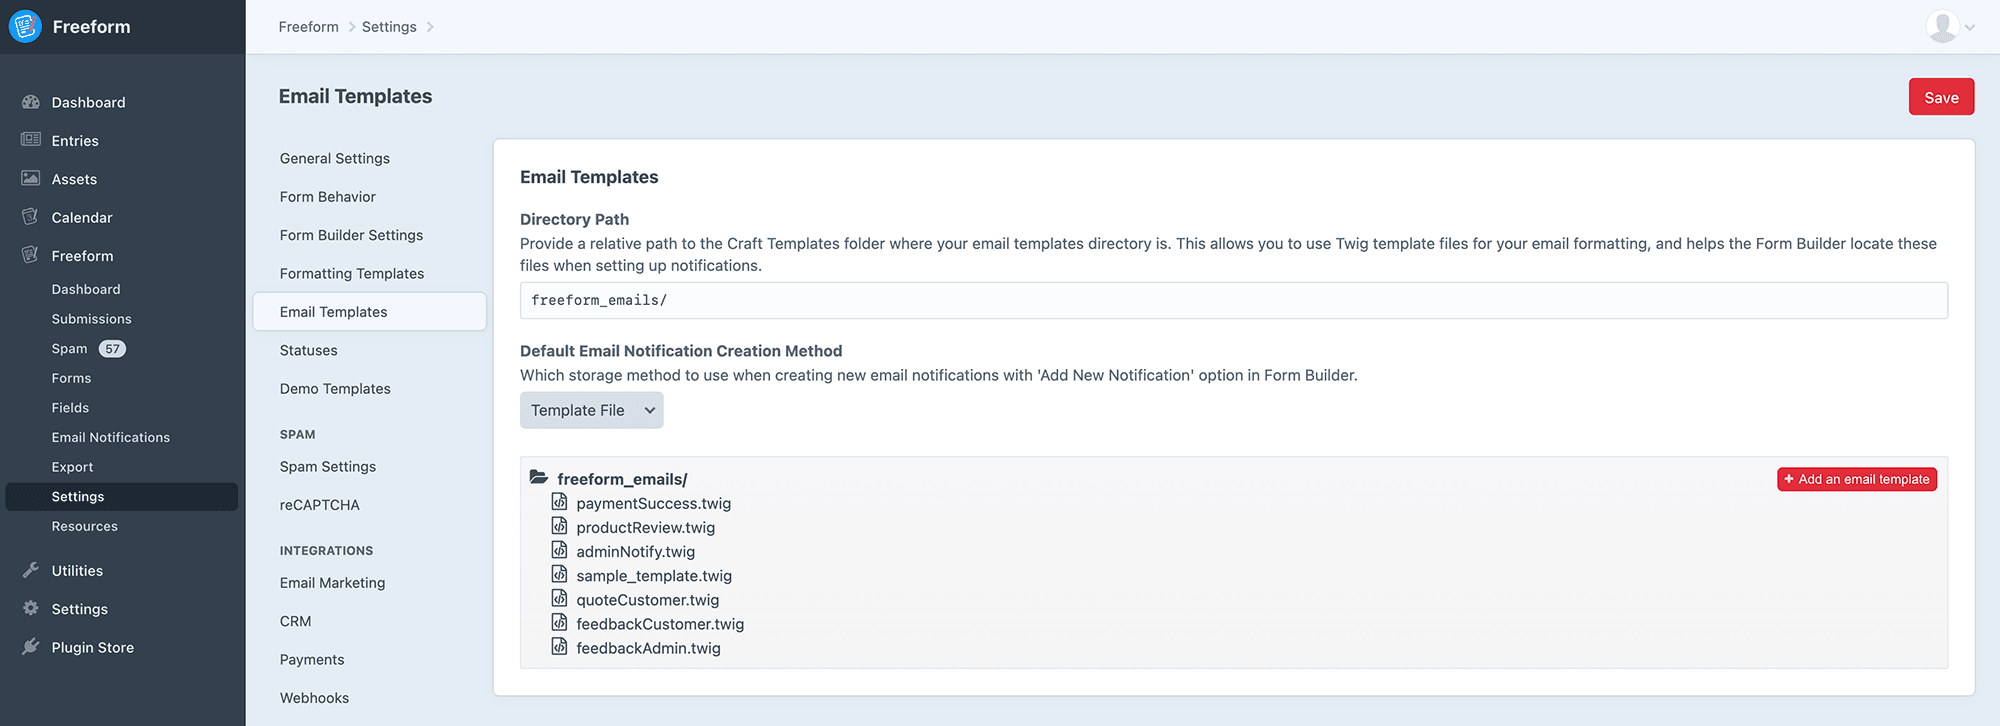 Freeform
Freeform Settings
Email Templates
Save
Dashboard
Entries
Assets
Calendar
Freeform
Dashboard
Submissions
Spam 57
Forms
Fields
Email Notifications
Export
Settings
Resources
Utilities
Settings
Plugin Store
General Settings
Form Behavior
Form Builder Settings
Formatting Templates
Email Templates
Statuses
Demo Templates
SPAM
Spam Settings
reCAPTCHA
INTEGRATIONS
Email Marketing
CRM
Payments
Webhooks
Email Templates
Directory Path
Provide a relative path to the Craft Templates folder where your email templates directory is. This allows you to use Twig template files for your email formatting, and helps the Form Builder locate these
files when setting up notifications.
freeform_emails/
Default Email Notification Creation Method
Which storage method to use when creating new email notifications with 'Add New Notification' option in Form Builder.
Template File
freeform_emails/
+ Add an email template
paymentSuccess.twig
productReview.twig
adminNotify.twig
sample_template.twig
quoteCustomer.twig
feedbackCustomer.twig
feedbackAdmin.twig